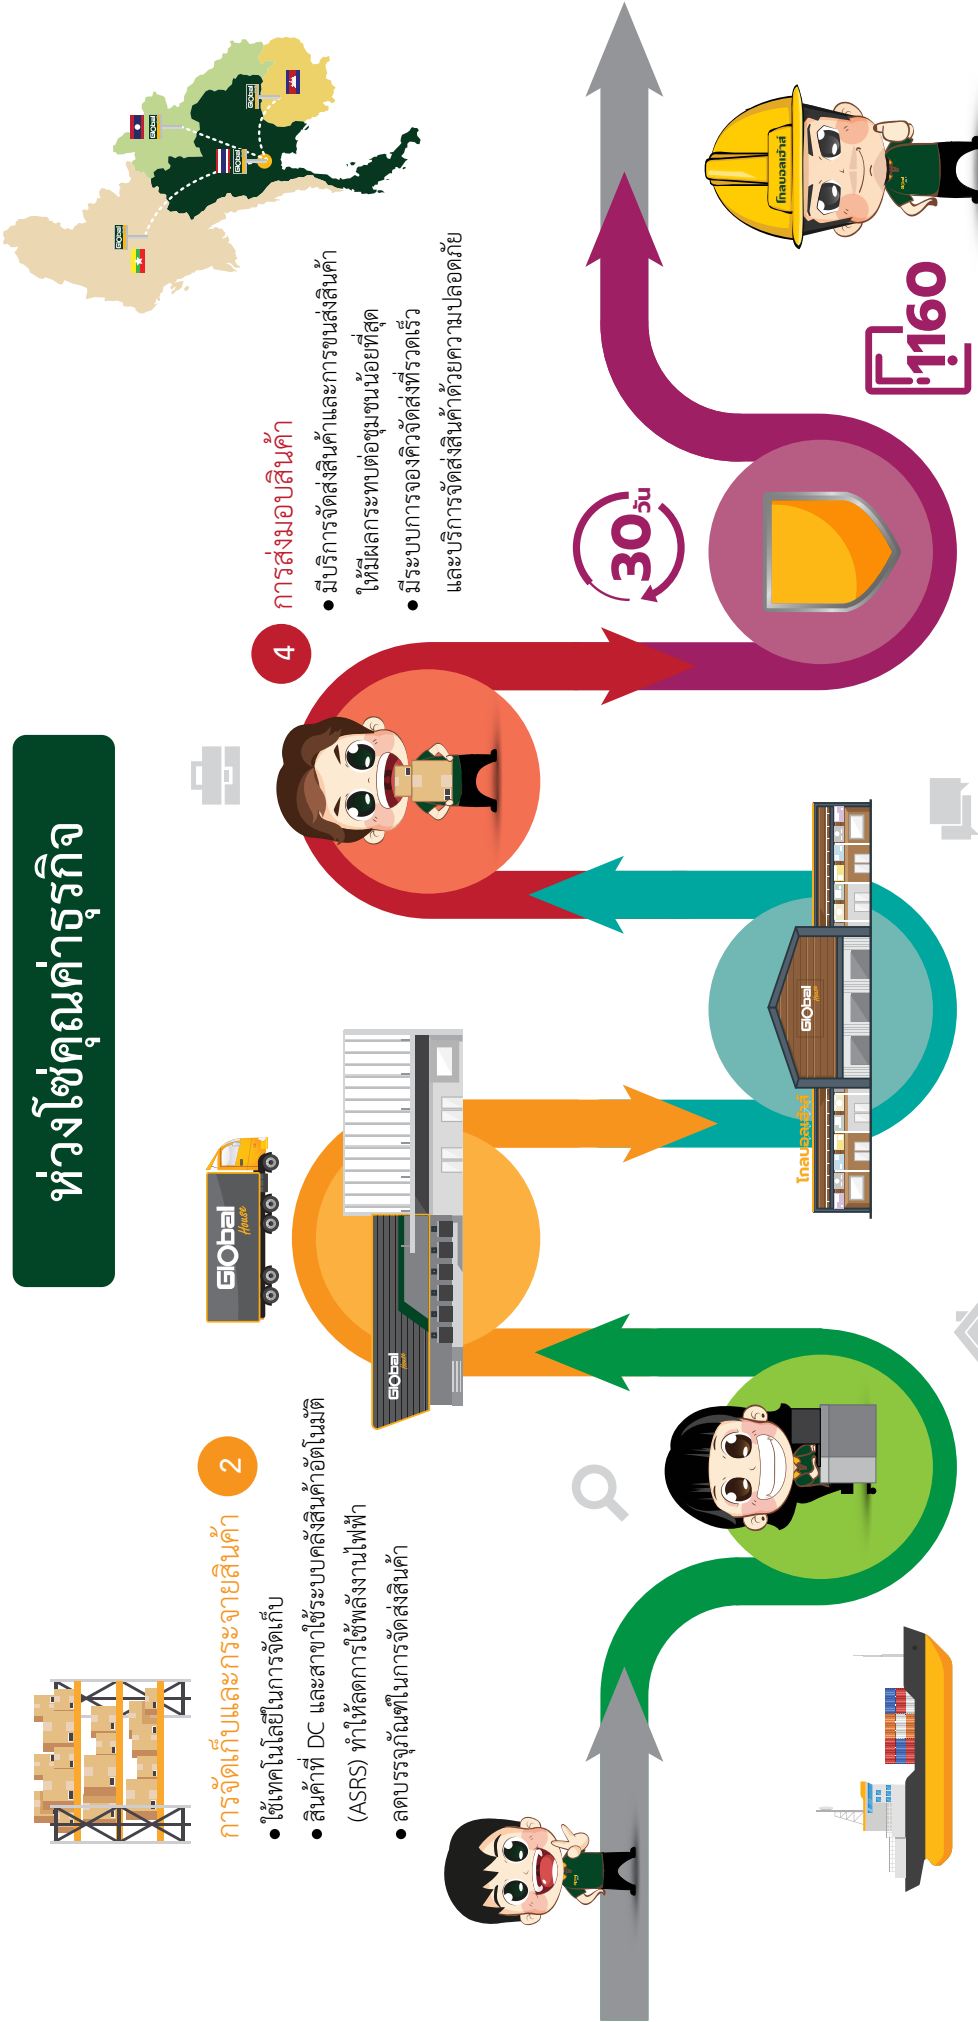 ห่วงโซ่คุณค่าธุรกิจ
2
การจัดเก็บและกระจายสินค้า
• ใช้เทคโนโลยีในการจัดเก็บ
• สินค้าที่ DC และสาขาใช้ระบบคลังสินค้าอัตโนมัติ
(ASRS) ทำให้ลดการใช้พลังงานไฟฟ้า
• ลดบรรจุภัณฑ์ในการจัดส่งสินค้า
GlObal
House
GlObal
House
4
การส่งมอบสินค้า
• มีบริการจัดส่งสินค้าและการขนส่งสินค้า
ให้มีผลกระทบต่อชุมชนน้อยที่สุด
• มีระบบการจองคิวจัดส่งที่รวดเร็ว
และบริการจัดส่งสินค้าด้วยความปลอดภัย
GlObal
GlObal
GlObal
GlObal
โกลบอลเฮ้าส์
GlObal
House
30 วัน
1160
โกลบอลเฮ้าส์